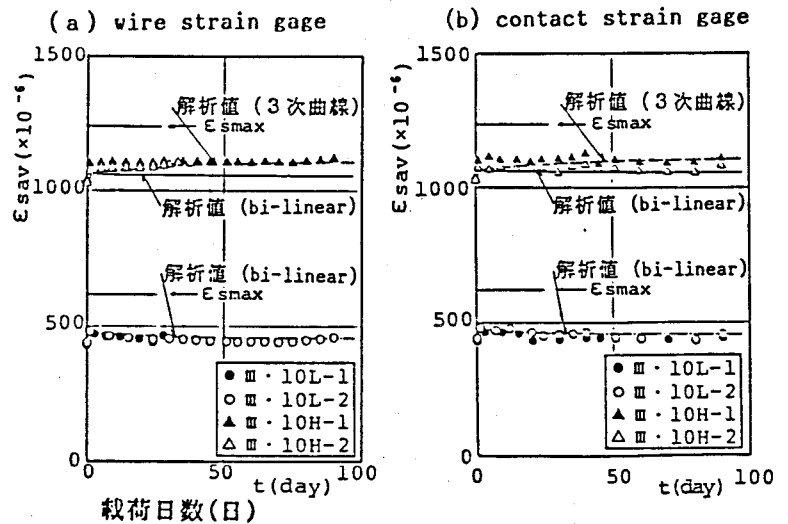 (a) wire strain gage
1500
1000
500
0
εsav(×10⁻⁶)
解析値(3次曲線)
εsmax
解析値(bi-linear)
解析値(bi-linear)
εsmax
● Ⅲ・10L-1
○ Ⅲ・10L-2
▲ Ⅲ・10H-1
△ Ⅲ・10H-2
0 50 100
t(day)
載荷日数(日)
(b) contact strain gage
1500
1000
500
0
εsav(×10⁻⁶)
解析値(3次曲線)
εsmax
解析値(bi-linear)
解析値(bi-linear)
εsmax
● Ⅲ・10L-1
○ Ⅲ・10L-2
▲ Ⅲ・10H-1
△ Ⅲ・10H-2
0 50 100
t(day)